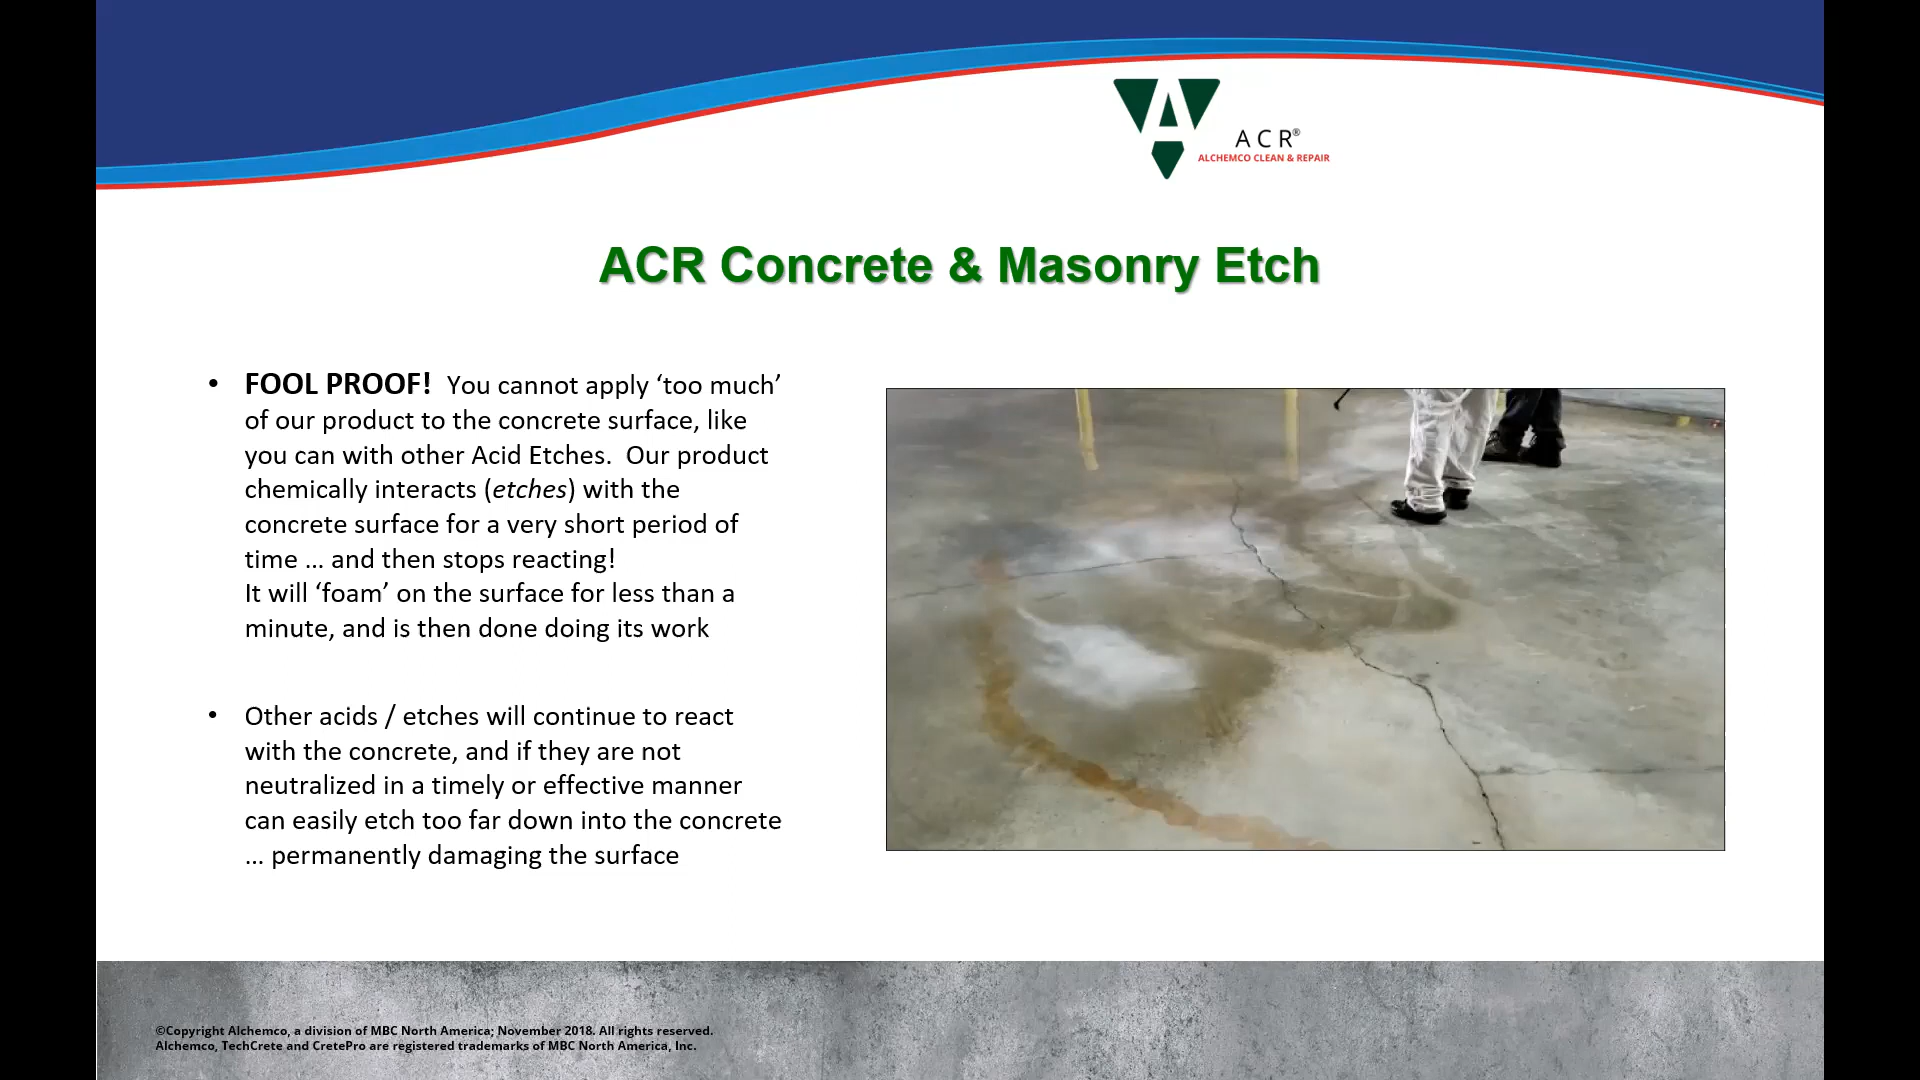 A
ACR®
ALCHEMCO CLEAN & REPAIR
ACR Concrete & Masonry Etch
• FOOL PROOF!  You cannot apply ‘too much’
of our product to the concrete surface, like
you can with other Acid Etches.  Our product
chemically interacts (etches) with the
concrete surface for a very short period of
time … and then stops reacting!
It will ‘foam’ on the surface for less than a
minute, and is then done doing its work
• Other acids / etches will continue to react
with the concrete, and if they are not
neutralized in a timely or effective manner
can easily etch too far down into the concrete
… permanently damaging the surface
©Copyright Alchemco, a division of MBC North America; November 2018. All rights reserved.
Alchemco, TechCrete and CretePro are registered trademarks of MBC North America, Inc.